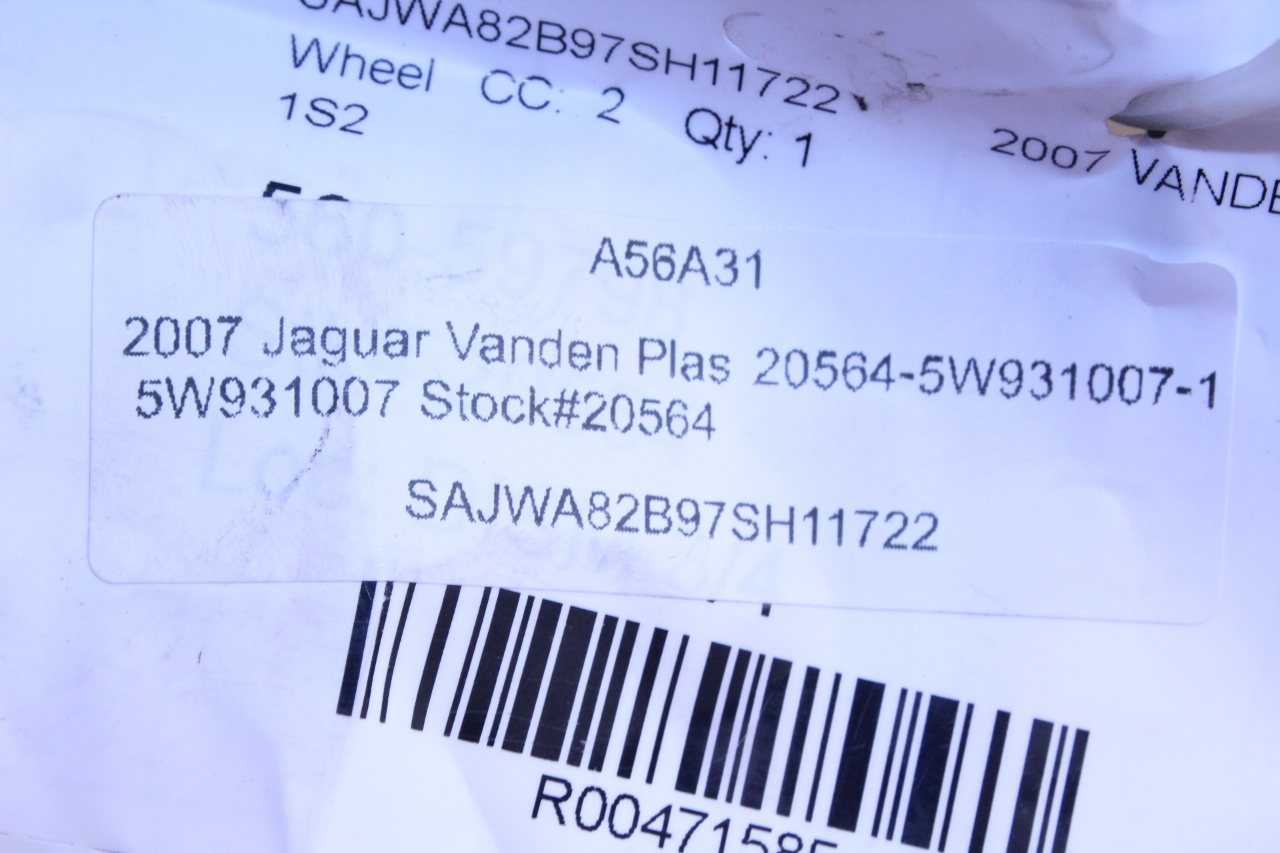 SAJWA82B97SH11722
Wheel CC: 2 Qty: 1
1S2
2007 VANDE
A56A31
2007 Jaguar Vanden Plas 20564-5W931007-1
5W931007 Stock#20564
SAJWA82B97SH11722
R00471585